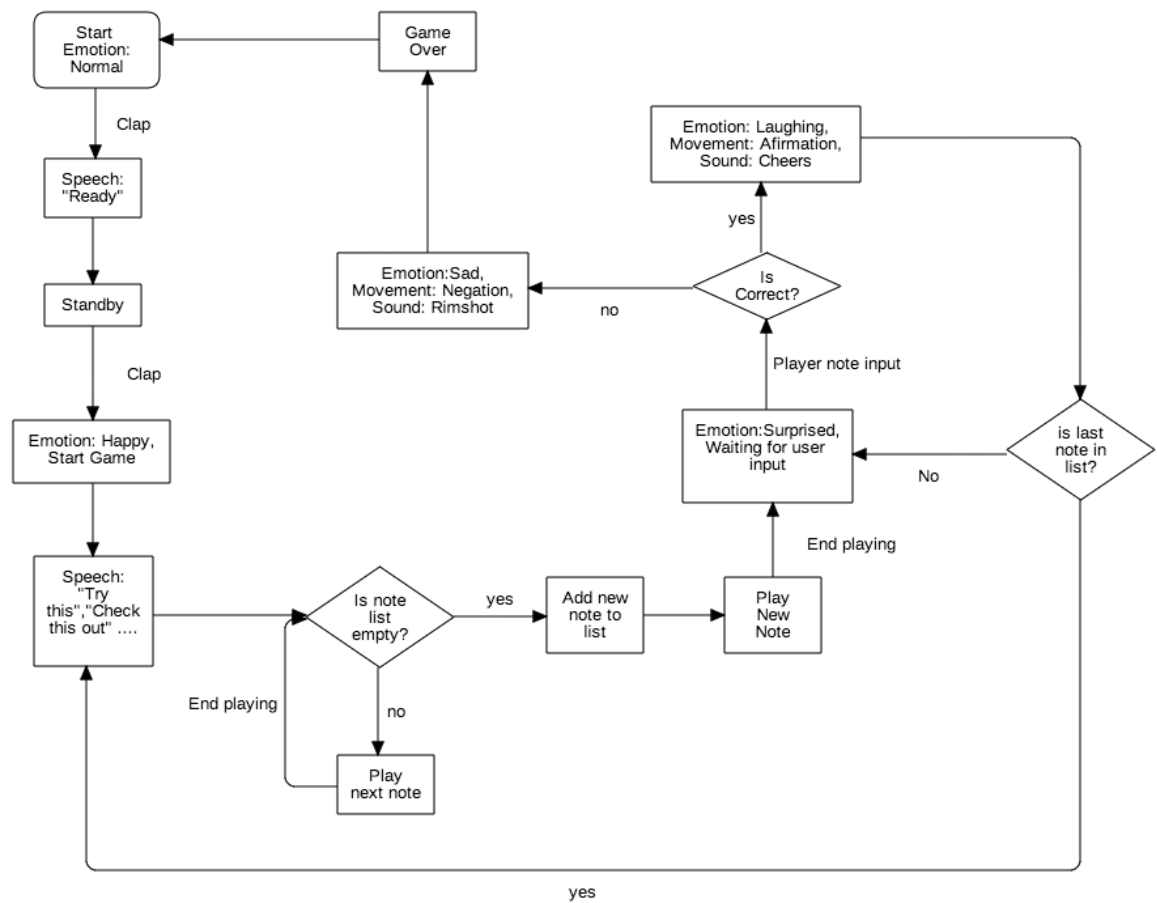 Start
Emotion:
Normal
Game
Over
Clap
Speech:
"Ready"
Standby
Clap
Emotion: Happy,
Start Game
Speech:
"Try
this","Check
this out" ....
Is note
list
empty?
yes
no
End playing
Play
next note
Add new
note to
list
Play
New
Note
End playing
Emotion:Surprised,
Waiting for user
input
Player note input
Is
Correct?
no
Emotion:Sad,
Movement: Negation,
Sound: Rimshot
yes
Emotion: Laughing,
Movement: Afirmation,
Sound: Cheers
is last
note in
list?
No
yes